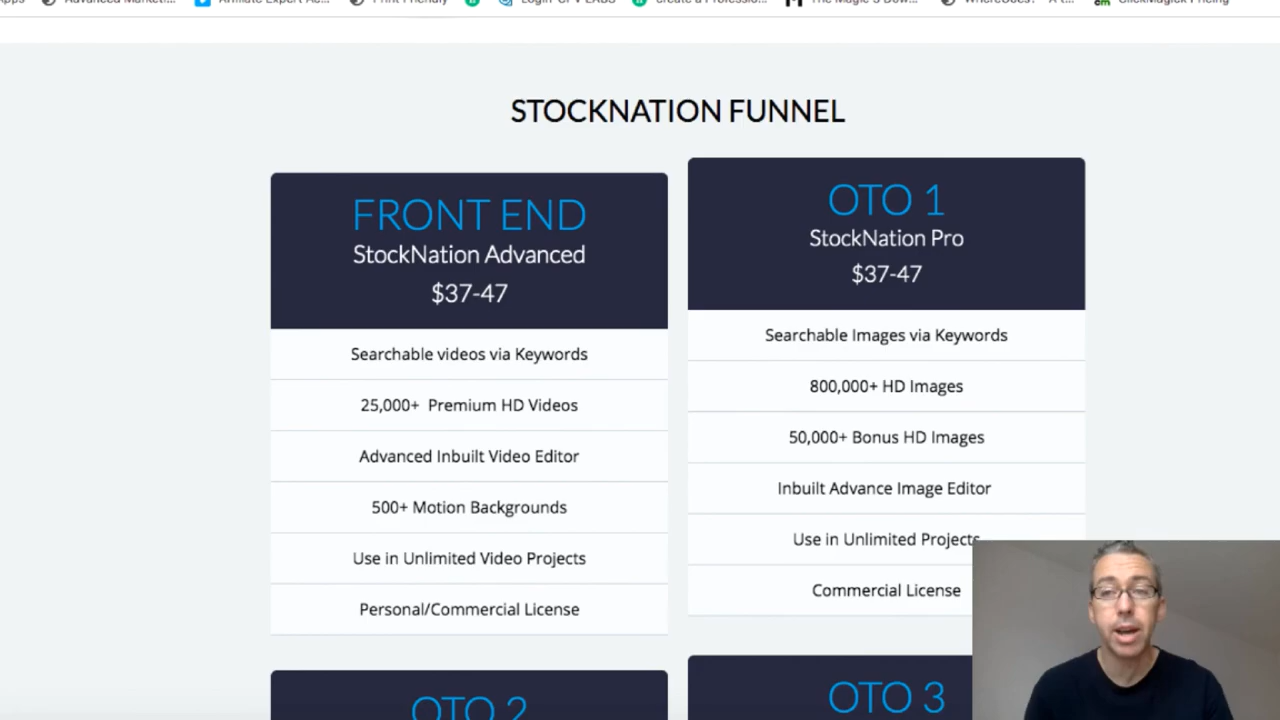 STOCKNATION FUNNEL
FRONT END
StockNation Advanced
$37-47
Searchable videos via Keywords
25,000+ Premium HD Videos
Advanced Inbuilt Video Editor
500+ Motion Backgrounds
Use in Unlimited Video Projects
Personal/Commercial License
OTO 1
StockNation Pro
$37-47
Searchable Images via Keywords
800,000+ HD Images
50,000+ Bonus HD Images
Inbuilt Advance Image Editor
Use in Unlimited Projects
Commercial License
OTO 2
OTO 3